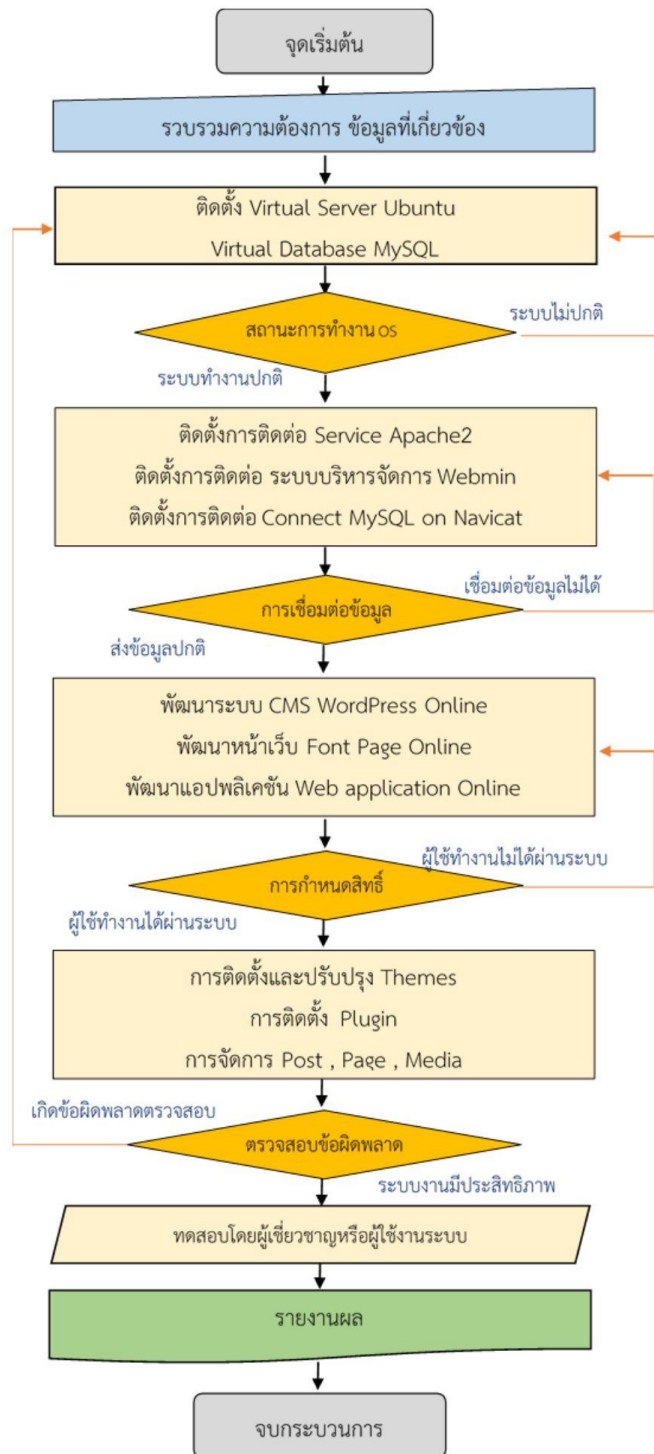 จุดเริ่มต้น
รวบรวมความต้องการ ข้อมูลที่เกี่ยวข้อง
ติดตั้ง Virtual Server Ubuntu
Virtual Database MySQL
สถานะการทำงาน OS
ระบบไม่ปกติ
ระบบทำงานปกติ
ติดตั้งการติดต่อ Service Apache2
ติดตั้งการติดต่อ ระบบบริหารจัดการ Webmin
ติดตั้งการติดต่อ Connect MySQL on Navicat
การเชื่อมต่อข้อมูล
เชื่อมต่อข้อมูลไม่ได้
ส่งข้อมูลปกติ
พัฒนาระบบ CMS WordPress Online
พัฒนาหน้าเว็บ Font Page Online
พัฒนาแอปพลิเคชัน Web application Online
ผู้ใช้ทำงานไม่ได้ผ่านระบบ
การกำหนดสิทธิ์
ผู้ใช้ทำงานได้ผ่านระบบ
การติดตั้งและปรับปรุง Themes
การติดตั้ง Plugin
การจัดการ Post , Page , Media
เกิดข้อผิดพลาดตรวจสอบ
ตรวจสอบข้อผิดพลาด
ระบบงานมีประสิทธิภาพ
ทดสอบโดยผู้เชี่ยวชาญหรือผู้ใช้งานระบบ
รายงานผล
จบกระบวนการ